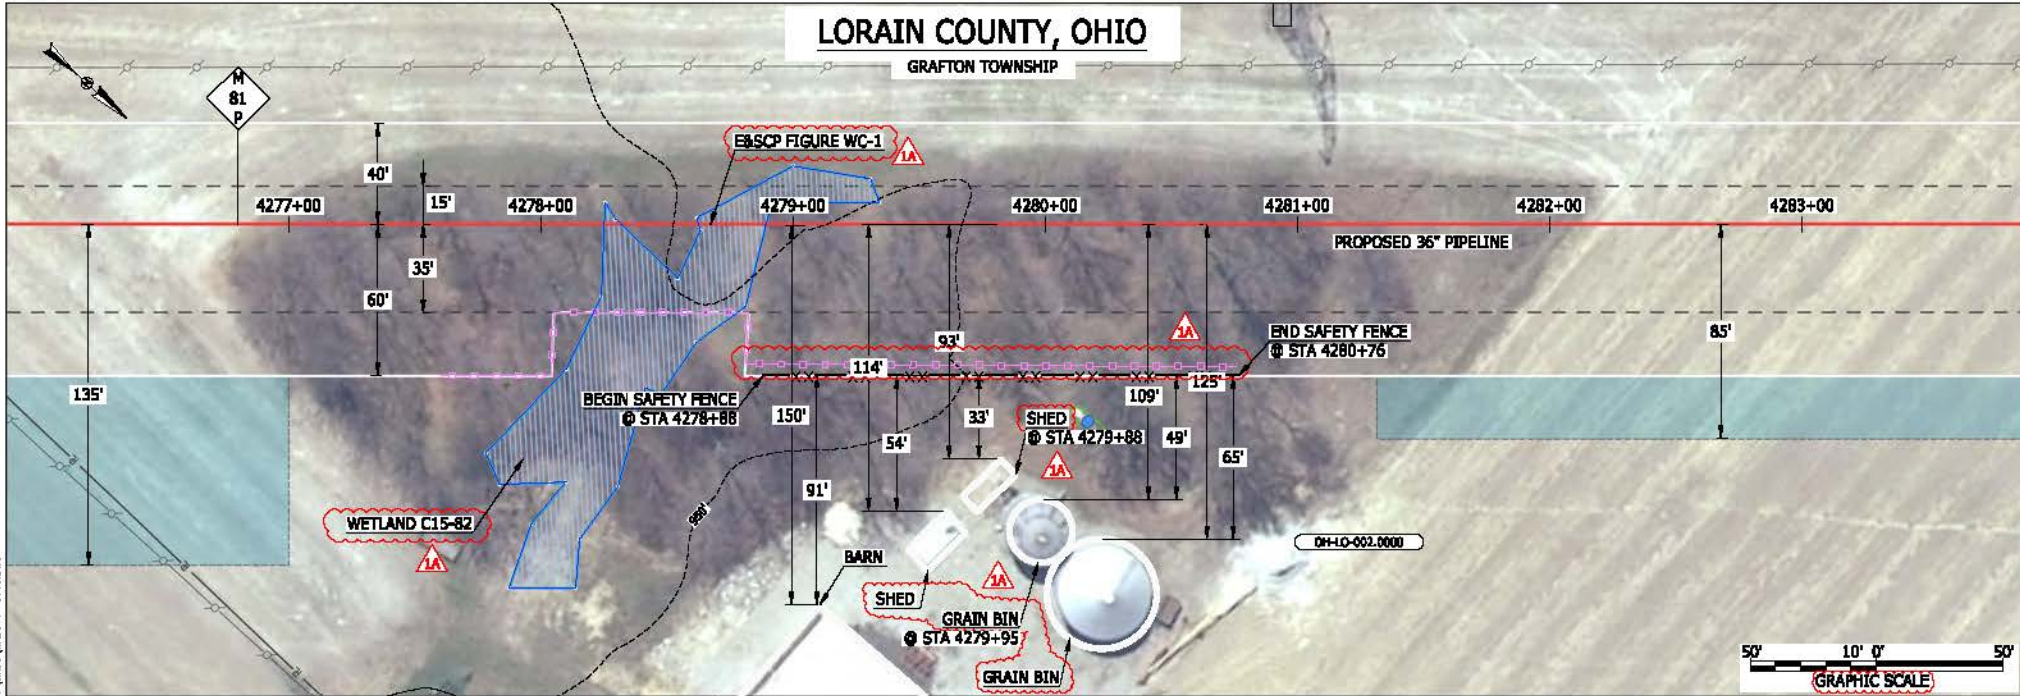 LORAIN COUNTY, OHIO
GRAFTON TOWNSHIP
M
81
P
E&SCP FIGURE WC-1
1A
40'
15'
4277+00
4278+00
4279+00
4280+00
4281+00
4282+00
4283+00
PROPOSED 36" PIPELINE
35'
60'
135'
93'
114'
125'
109'
85'
1A
END SAFETY FENCE
@ STA 4280+76
BEGIN SAFETY FENCE
@ STA 4278+88
150'
54'
33'
49'
65'
91'
SHED
@ STA 4279+88
1A
WETLAND C15-82
1A
OH-LO-002.0000
BARN
SHED
1A
GRAIN BIN
@ STA 4279+95
GRAIN BIN
50'
10'
0'
50'
GRAPHIC SCALE